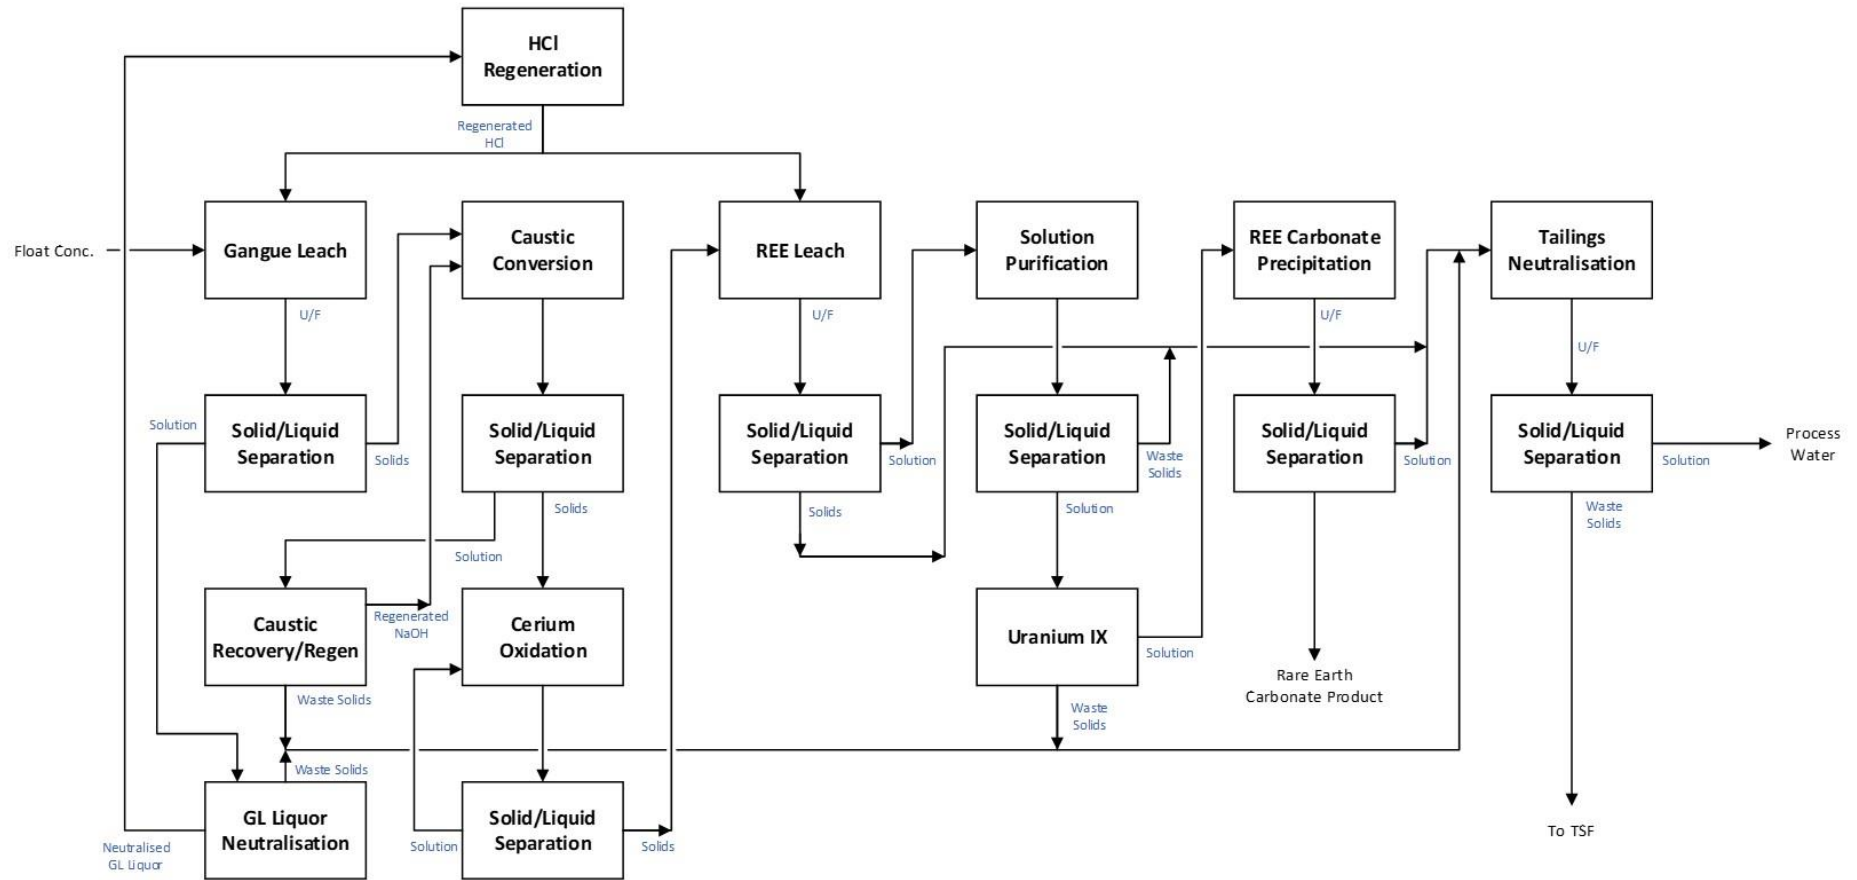 HCl
Regeneration
Regenerated
HCl
Float Conc.
Gangue Leach
Caustic
Conversion
REE Leach
Solution
Purification
REE Carbonate
Precipitation
Tailings
Neutralisation
U/F
U/F
U/F
U/F
Solution
Solid/Liquid
Separation
Solids
Solid/Liquid
Separation
Solids
Solution
Solid/Liquid
Separation
Solution
Solids
Solid/Liquid
Separation
Waste
Solids
Solution
Solid/Liquid
Separation
Solution
Solid/Liquid
Separation
Solution
Waste
Solids
Process
Water
Caustic
Recovery/Regen
Regenerated
NaOH
Waste Solids
Cerium
Oxidation
Uranium IX
Solution
Waste
Solids
Rare Earth
Carbonate Product
Waste Solids
GL Liquor
Neutralisation
Neutralised
GL Liquor
Solution
Solid/Liquid
Separation
Solids
To TSF